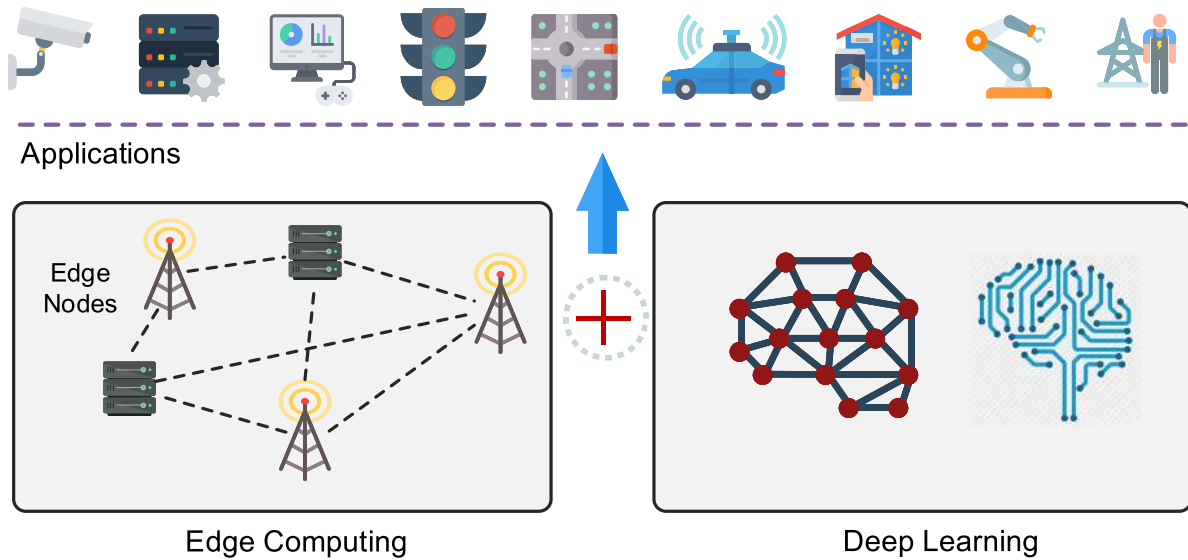 Applications
Edge
Nodes
Edge Computing
Deep Learning